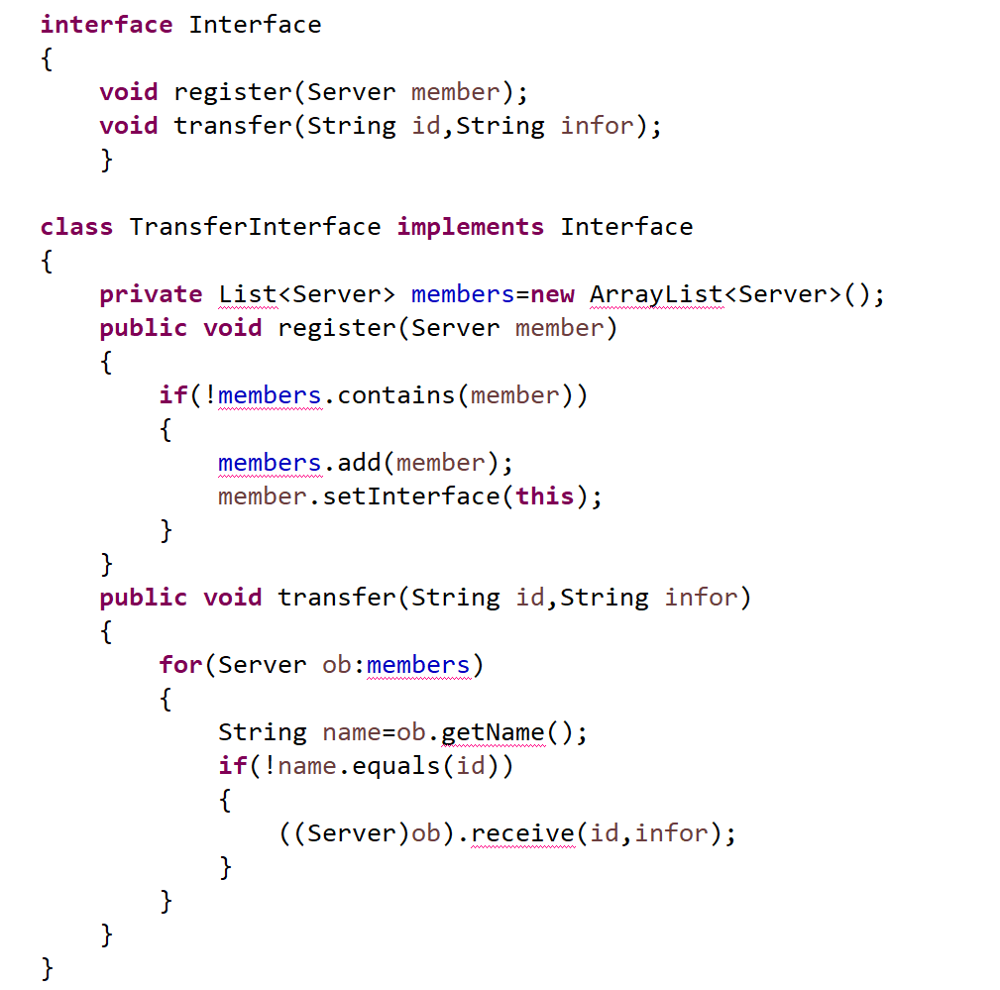 interface Interface
{
    void register(Server member);
    void transfer(String id,String infor);
    }

class TransferInterface implements Interface
{
    private List<Server> members=new ArrayList<Server>();
    public void register(Server member)
    {
        if(!members.contains(member))
        {
            members.add(member);
            member.setInterface(this);
        }
    }
    public void transfer(String id,String infor)
    {
        for(Server ob:members)
        {
            String name=ob.getName();
            if(!name.equals(id))
            {
                ((Server)ob).receive(id,infor);
            }
        }
    }
}